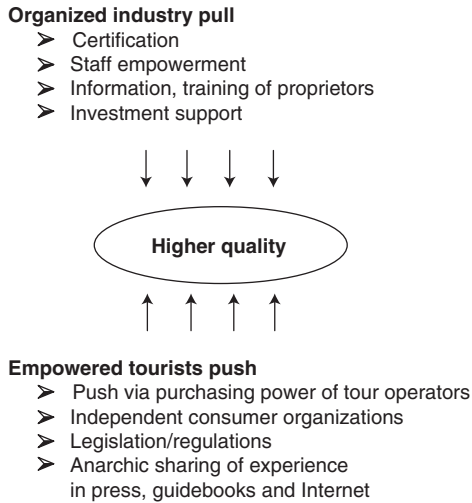 Organized industry pull
➢ Certification
➢ Staff empowerment
➢ Information, training of proprietors
➢ Investment support
Higher quality
Empowered tourists push
➢ Push via purchasing power of tour operators
➢ Independent consumer organizations
➢ Legislation/regulations
➢ Anarchic sharing of experience
in press, guidebooks and Internet